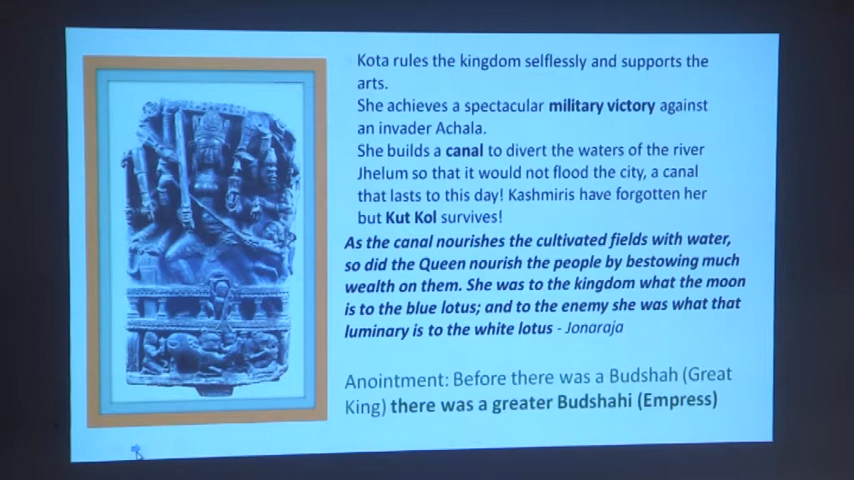 Kota rules the kingdom selflessly and supports the
arts.
She achieves a spectacular military victory against
an invader Achala.
She builds a canal to divert the waters of the river
Jhelum so that it would not flood the city, a canal
that lasts to this day! Kashmiris have forgotten her
but Kut Kol survives!
As the canal nourishes the cultivated fields with water,
so did the Queen nourish the people by bestowing much
wealth on them. She was to the kingdom what the moon
is to the blue lotus; and to the enemy she was what that
luminary is to the white lotus - Jonaraja
Anointment: Before there was a Budshah (Great
King) there was a greater Budshahi (Empress)